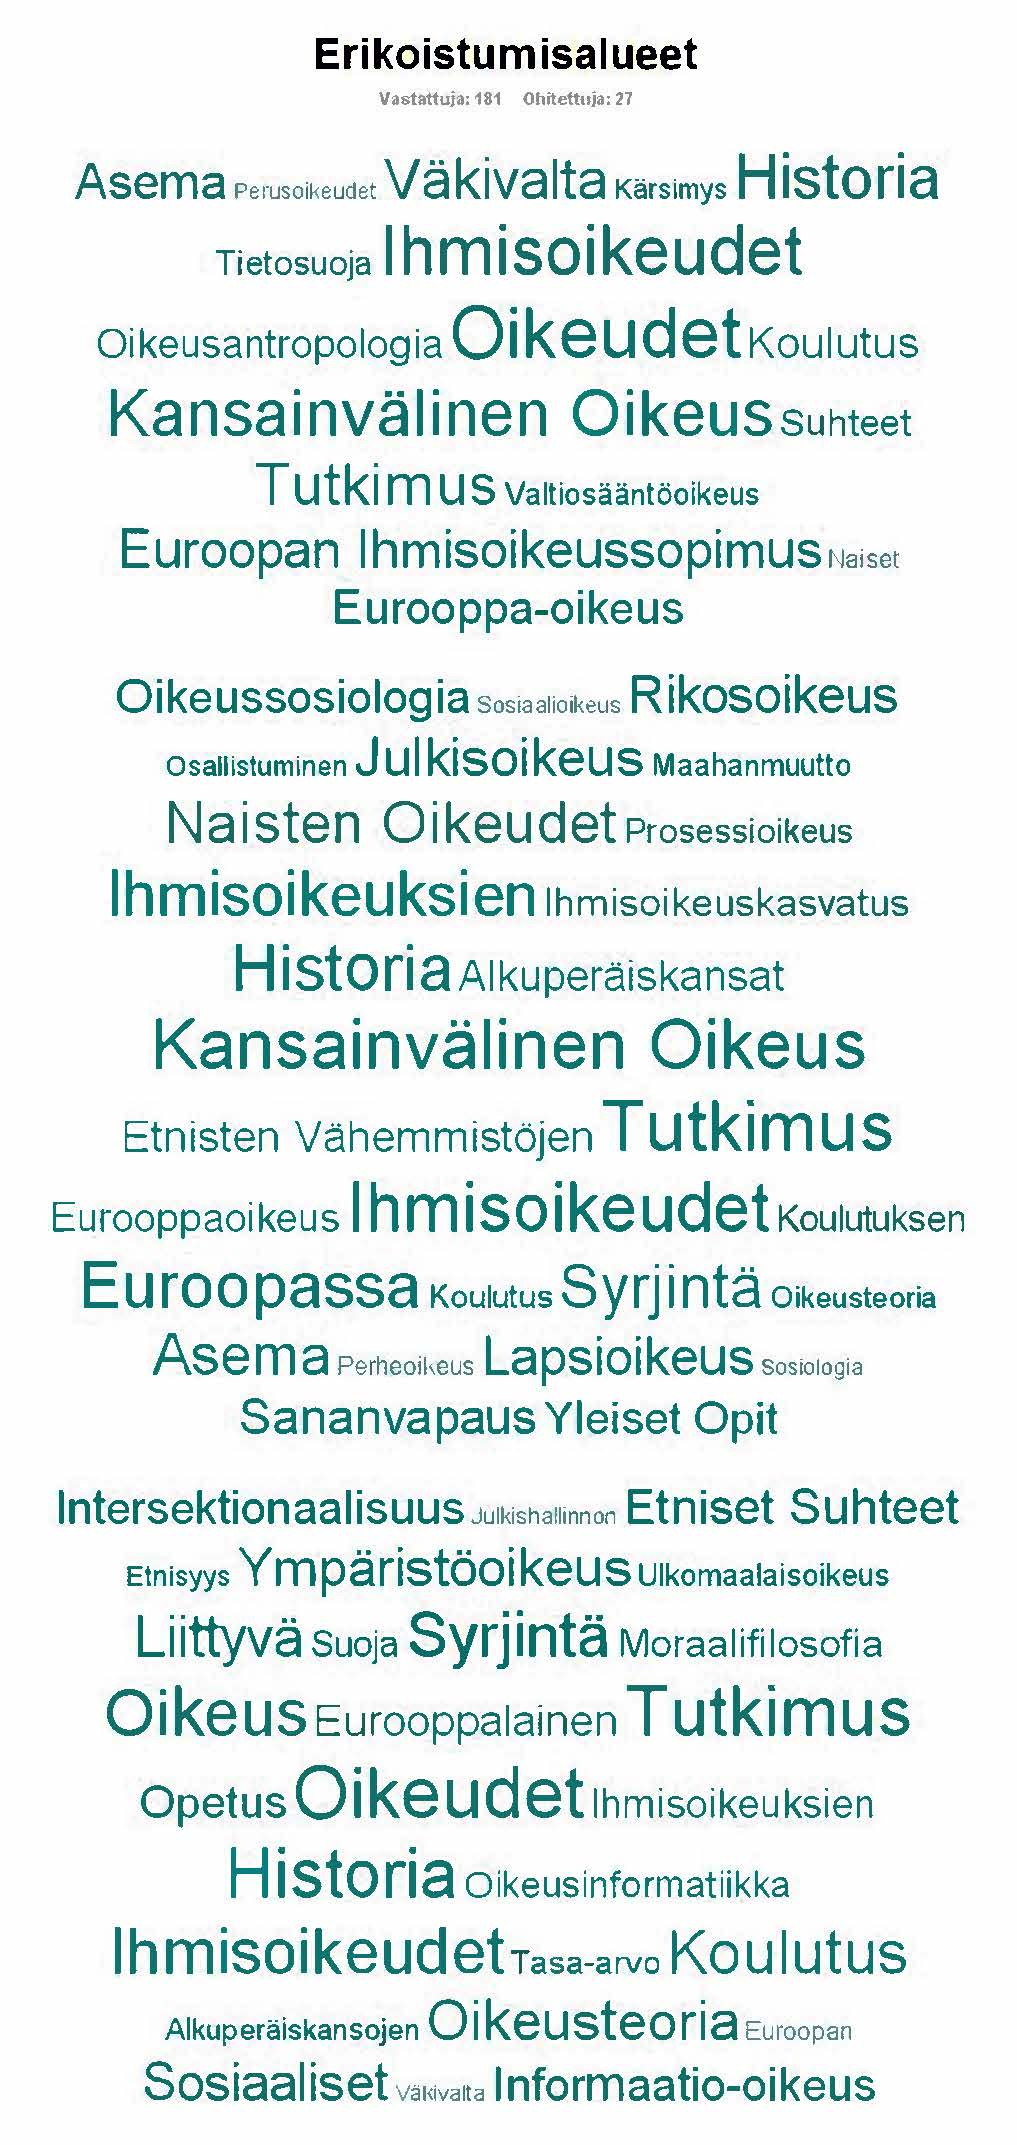 Erikoistumisalueet
Vastattuja: 181 Ohitettuja: 27
Asema Perusoikeudet Väkivalta Kärsimys Historia
Tietosuoja Ihmisoikeudet
Oikeusantropologia Oikeudet Koulutus
Kansainvälinen Oikeus Suhteet
Tutkimus Valtiosääntöoikeus
Euroopan Ihmisoikeussopimus Naiset
Eurooppa-oikeus
Oikeussosiologia Sosiaalioikeus Rikosoikeus
Osallistuminen Julkisoikeus Maahanmuutto
Naisten Oikeudet Prosessioikeus
Ihmisoikeuksien Ihmisoikeuskasvatus
Historia Alkuperäiskansat
Kansainvälinen Oikeus
Etnisten Vähemmistöjen Tutkimus
Eurooppaoikeus Ihmisoikeudet Koulutuksen
Euroopassa Koulutus Syrjintä Oikeusteoria
Asema Perheoikeus Lapsioikeus Sosiologia
Sananvapaus Yleiset Opit
Intersektionaalisuus Julkishallinnon Etniset Suhteet
Etnisyys Ympäristöoikeus Ulkomaalaisoikeus
Liittyvä Suoja Syrjintä Moraalifilosofia
Oikeus Eurooppalainen Tutkimus
Opetus Oikeudet Ihmisoikeuksien
Historia Oikeusinformatiikka
Ihmisoikeudet Tasa-arvo Koulutus
Alkuperäiskansojen Oikeusteoria Euroopan
Sosiaaliset Väkivalta Informaatio-oikeus